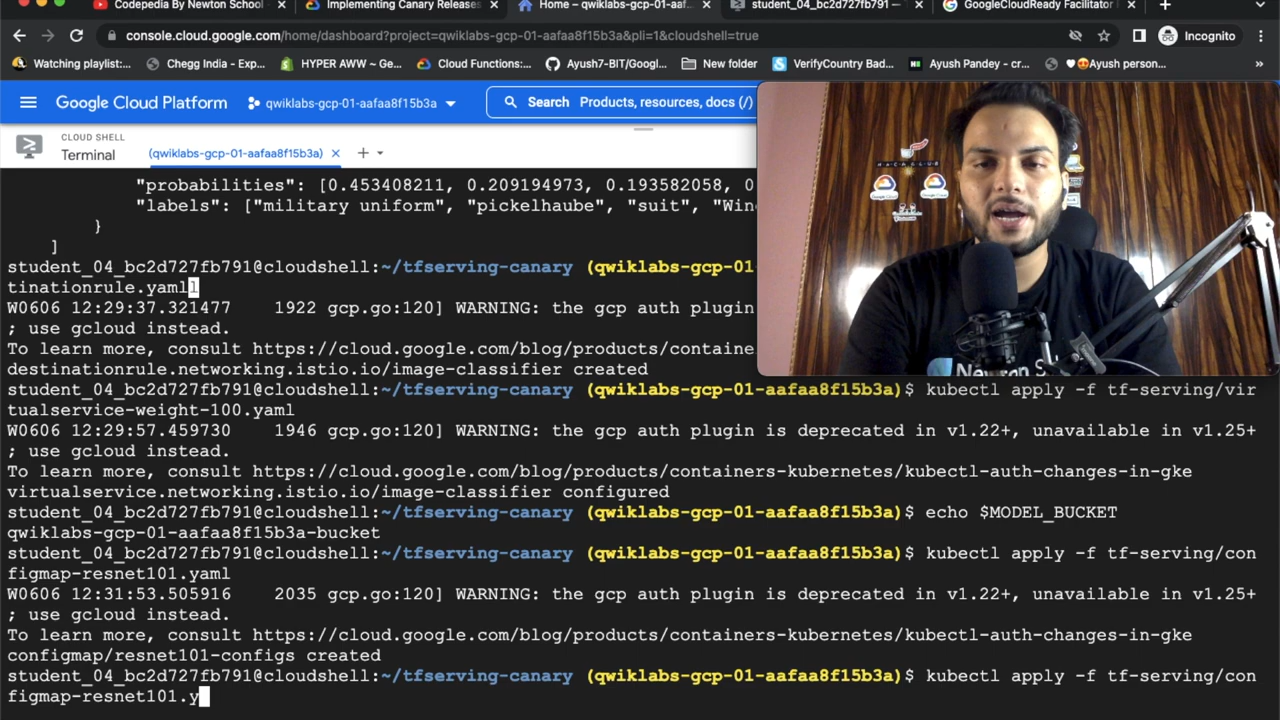 Codepedia By Newton School -
Implementing Canary Releases
Home – qwiklabs-gcp-01-aaf
student_04_bc2d727fb791 –
GoogleCloudReady Facilitator
console.cloud.google.com/home/dashboard?project=qwiklabs-gcp-01-aafaa8f15b3a&pli=1&cloudshell=true
Incognito
Watching playlist:...
Chegg India - Exp...
HYPER AWW ~ Ge...
Cloud Functions:...
Ayush7-BIT/Googl...
New folder
VerifyCountry Bad...
Ayush Pandey - cr...
♥😍Ayush person...
»
Google Cloud Platform
qwiklabs-gcp-01-aafaa8f15b3a
Search Products, resources, docs (/)
CLOUD SHELL
Terminal
(qwiklabs-gcp-01-aafaa8f15b3a)
"probabilities": [0.453408211, 0.209194973, 0.193582058, 0
"labels": ["military uniform", "pickelhaube", "suit", "Win
}
]
student_04_bc2d727fb791@cloudshell:~/tfserving-canary (qwiklabs-gcp-01
tinationrule.yamll
W0606 12:29:37.321477 1922 gcp.go:120] WARNING: the gcp auth plugin
; use gcloud instead.
To learn more, consult https://cloud.google.com/blog/products/containe
destinationrule.networking.istio.io/image-classifier created
student_04_bc2d727fb791@cloudshell:~/tfserving-canary (qwiklabs-gcp-01-aafaa8f15b3a)$ kubectl apply -f tf-serving/vir
tualservice-weight-100.yaml
W0606 12:29:57.459730 1946 gcp.go:120] WARNING: the gcp auth plugin is deprecated in v1.22+, unavailable in v1.25+
; use gcloud instead.
To learn more, consult https://cloud.google.com/blog/products/containers-kubernetes/kubectl-auth-changes-in-gke
virtualservice.networking.istio.io/image-classifier configured
student_04_bc2d727fb791@cloudshell:~/tfserving-canary (qwiklabs-gcp-01-aafaa8f15b3a)$ echo $MODEL_BUCKET
qwiklabs-gcp-01-aafaa8f15b3a-bucket
student_04_bc2d727fb791@cloudshell:~/tfserving-canary (qwiklabs-gcp-01-aafaa8f15b3a)$ kubectl apply -f tf-serving/con
figmap-resnet101.yaml
W0606 12:31:53.505916 2035 gcp.go:120] WARNING: the gcp auth plugin is deprecated in v1.22+, unavailable in v1.25+
; use gcloud instead.
To learn more, consult https://cloud.google.com/blog/products/containers-kubernetes/kubectl-auth-changes-in-gke
configmap/resnet101-configs created
student_04_bc2d727fb791@cloudshell:~/tfserving-canary (qwiklabs-gcp-01-aafaa8f15b3a)$ kubectl apply -f tf-serving/con
figmap-resnet101.y